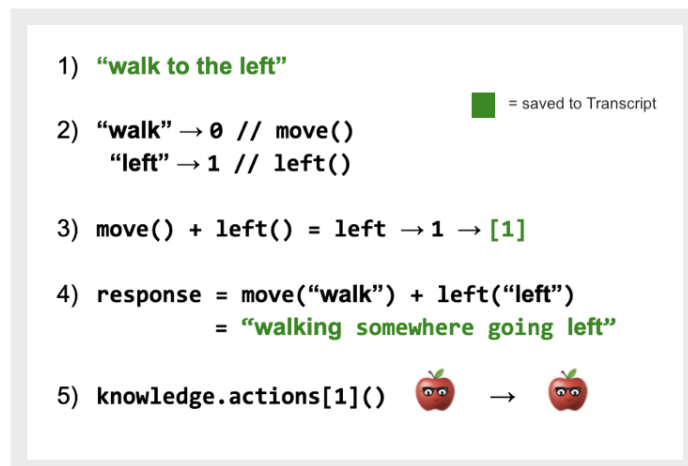 1) “walk to the left”
= saved to Transcript
2) “walk” → 0 // move()
“left” → 1 // left()
3) move() + left() = left → 1 → [1]
4) response = move(“walk”) + left(“left”)
= “walking somewhere going left”
5) knowledge.actions[1]() →